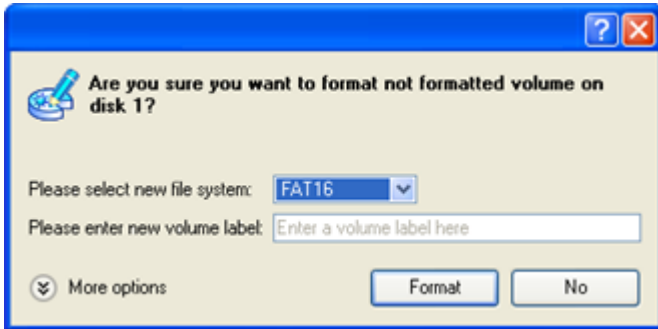 Are you sure you want to format not formatted volume on
disk 1?
Please select new file system: FAT16
Please enter new volume label: Enter a volume label here
More options Format No